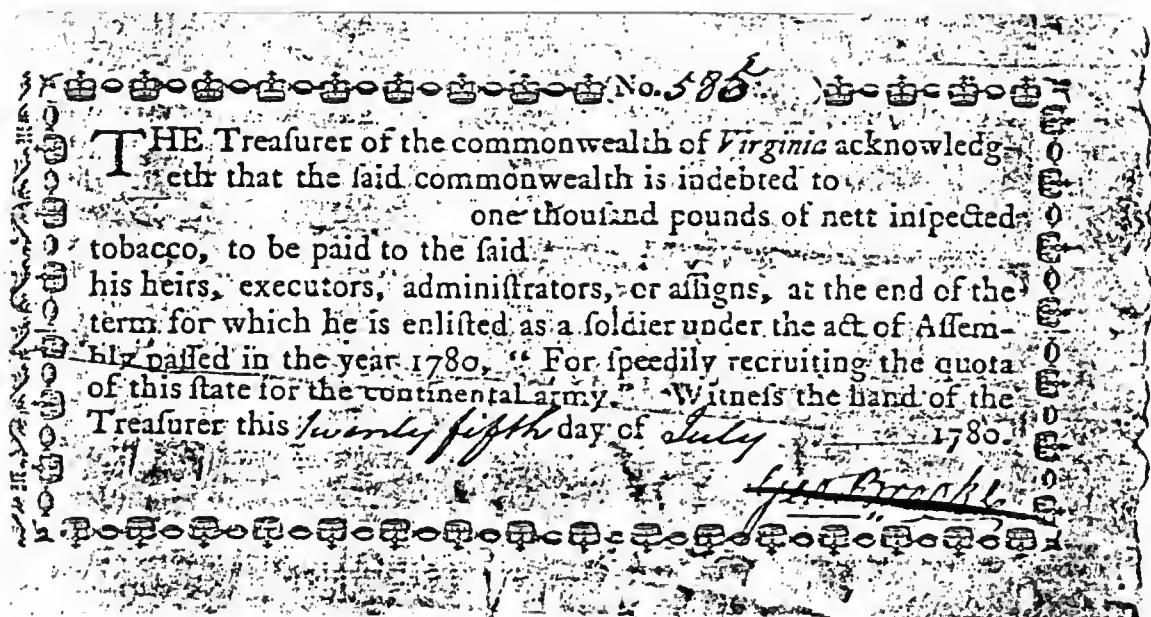 No. 585
THE Treaſurer of the commonwealth of Virginia acknowledg-
eth that the ſaid commonwealth is indebted to
one thouſand pounds of nett inſpected
tobacco, to be paid to the ſaid
his heirs, executors, adminiſtrators, or aſſigns, at the end of the
term for which he is enliſted as a ſoldier under the act of Aſſem-
bly paſſed in the year 1780, “ For ſpeedily recruiting the quota
of this ſtate for the continental army.” Witneſs the hand of the
Treaſurer this twenty fifth day of July 1780.
Geo Brooke